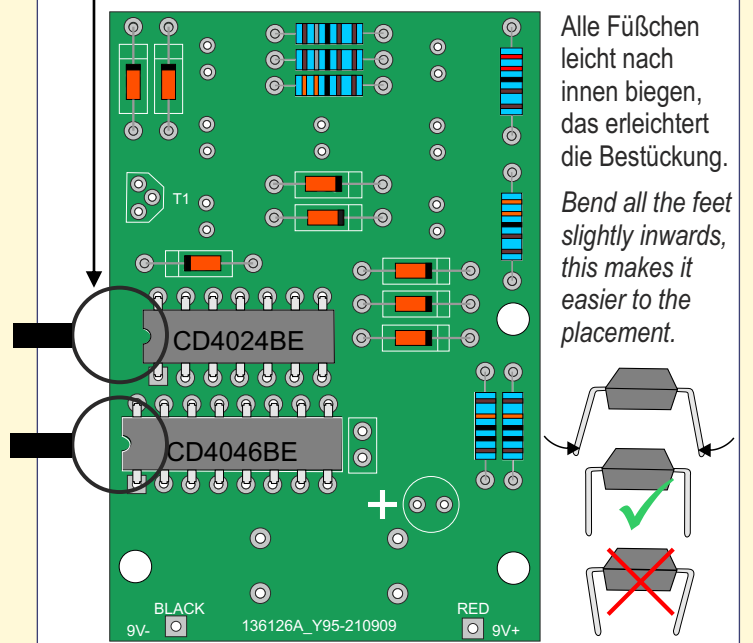 Alle Füßchen
leicht nach
innen biegen,
das erleichtert
die Bestückung.
Bend all the feet
slightly inwards,
this makes it
easier to the
placement.
T1
CD4024BE
CD4046BE
+
BLACK
9V-
136126A_Y95-210909
RED
9V+